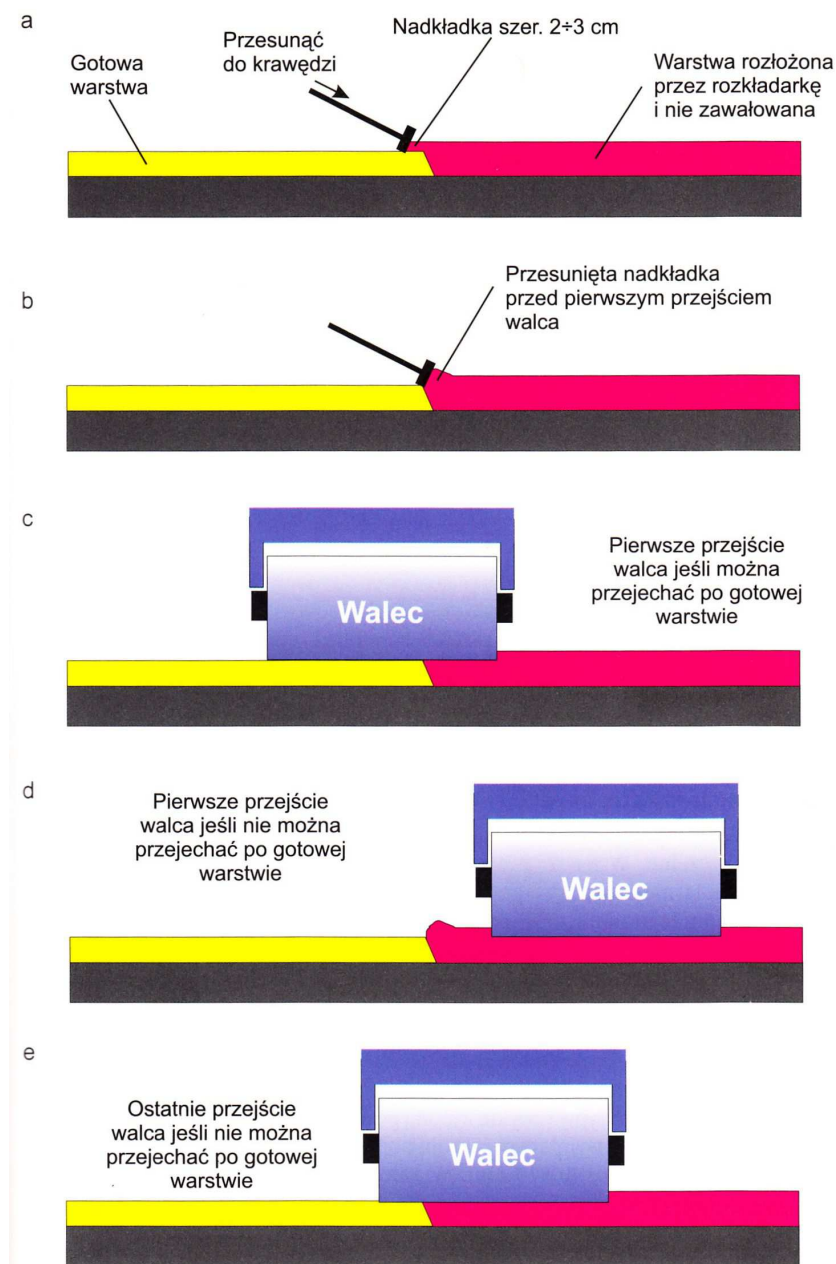 a
Gotowa
warstwa
Przesunąć
do krawędzi
Nadkładka szer. 2÷3 cm
Warstwa rozłożona
przez rozkładarkę
i nie zawałowana
b
Przesunięta nadkładka
przed pierwszym przejściem
walca
c
Walec
Pierwsze przejście
walca jeśli można
przejechać po gotowej
warstwie
d
Pierwsze przejście
walca jeśli nie można
przejechać po gotowej
warstwie
Walec
e
Ostatnie przejście
walca jeśli nie można
przejechać po gotowej
warstwie
Walec